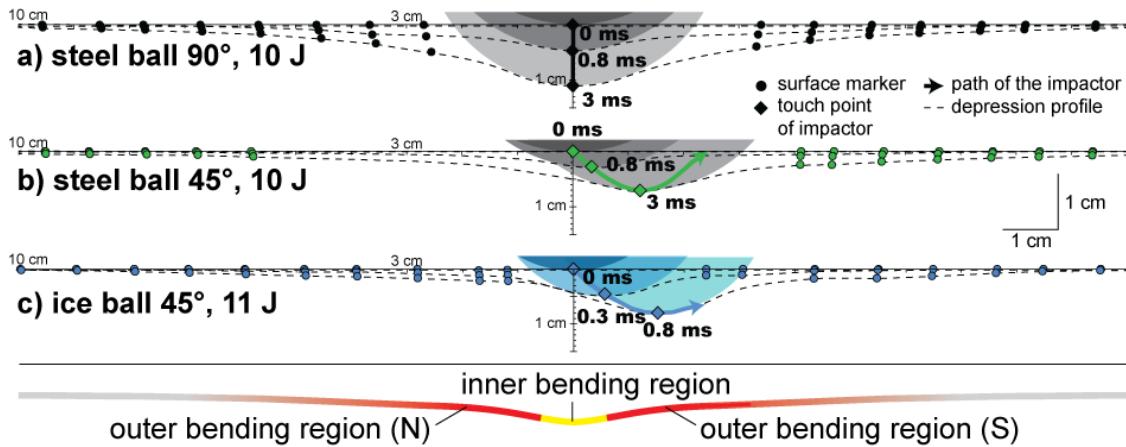 3 cm
0 ms
a) steel ball 90°, 10 J
0.8 ms
1 cm
3 ms
surface marker
path of the impactor
touch point
of impactor
depression profile
10 cm
3 cm
0 ms
0.8 ms
b) steel ball 45°, 10 J
3 ms
1 cm
1 cm
1 cm
10 cm
3 cm
0 ms
c) ice ball 45°, 11 J
0.3 ms
0.8 ms
1 cm
inner bending region
outer bending region (N)
outer bending region (S)
10 cm